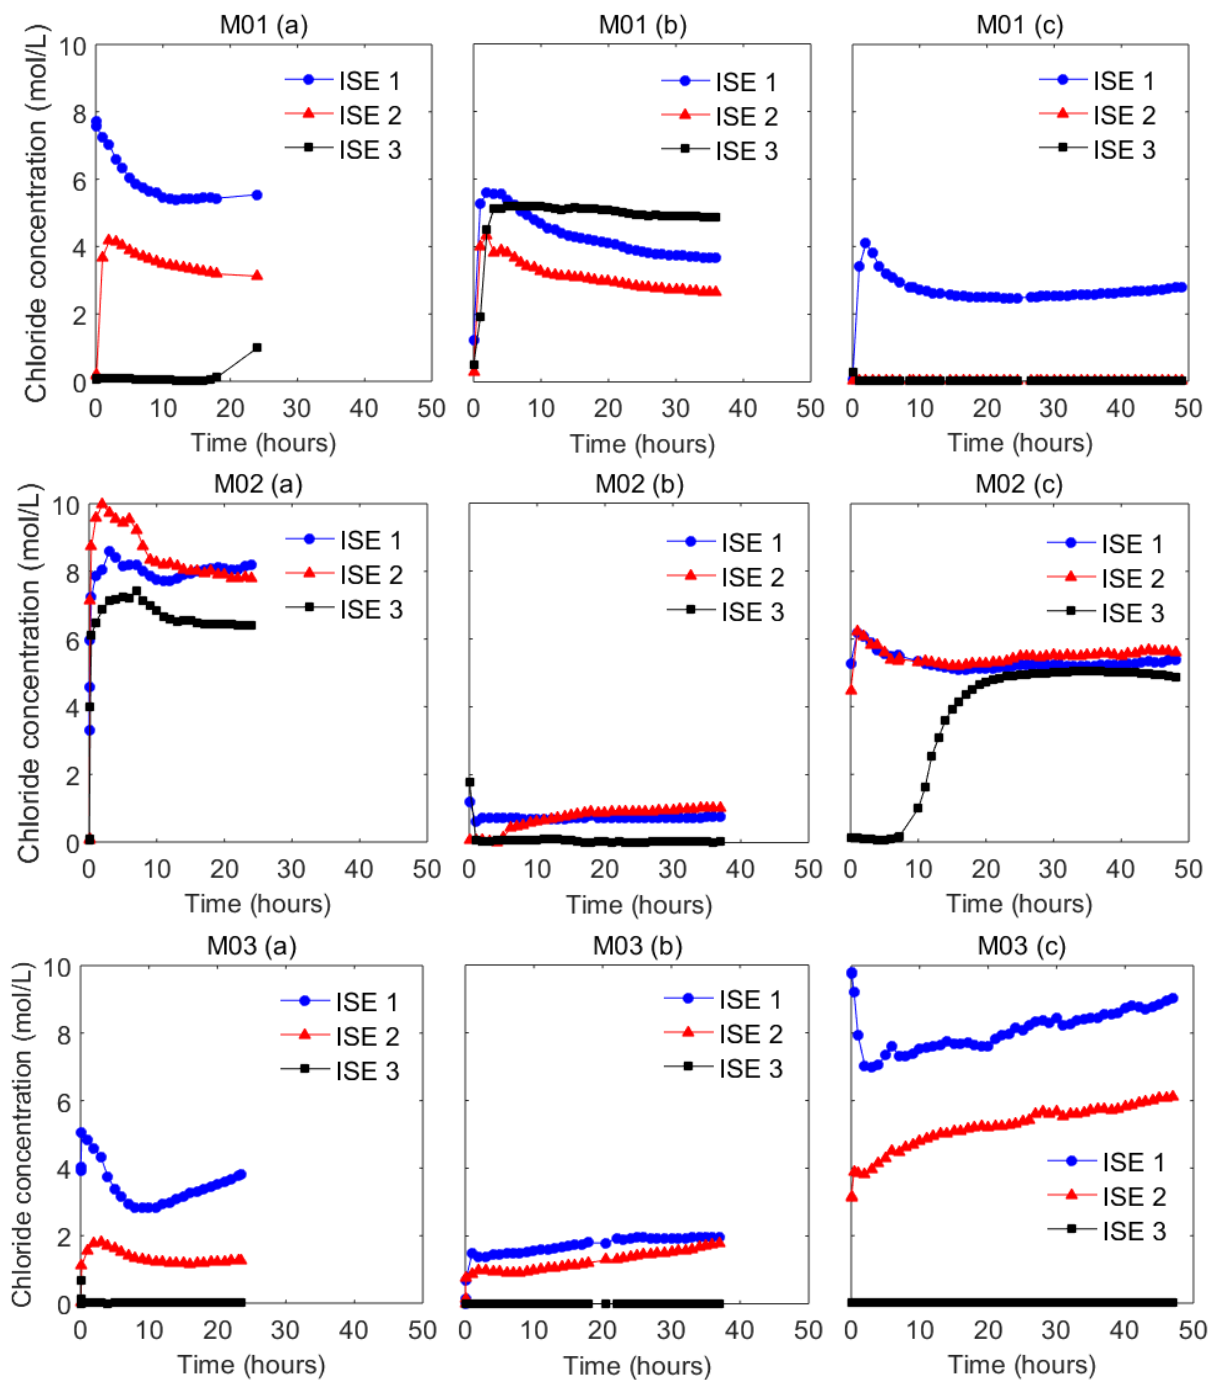 M01 (a)
M01 (b)
M01 (c)
Chloride concentration (mol/L)
10
8
6
4
2
0
ISE 1
ISE 2
ISE 3
ISE 1
ISE 2
ISE 3
ISE 1
ISE 2
ISE 3
0 10 20 30 40 50
0 10 20 30 40 50
0 10 20 30 40 50
Time (hours)
Time (hours)
Time (hours)
M02 (a)
M02 (b)
M02 (c)
Chloride concentration (mol/L)
10
8
6
4
2
0
ISE 1
ISE 2
ISE 3
ISE 1
ISE 2
ISE 3
ISE 1
ISE 2
ISE 3
0 10 20 30 40 50
0 10 20 30 40 50
0 10 20 30 40 50
Time (hours)
Time (hours)
Time (hours)
M03 (a)
M03 (b)
M03 (c)
Chloride concentration (mol/L)
10
8
6
4
2
0
ISE 1
ISE 2
ISE 3
ISE 1
ISE 2
ISE 3
ISE 1
ISE 2
ISE 3
0 10 20 30 40 50
0 10 20 30 40 50
0 10 20 30 40 50
Time (hours)
Time (hours)
Time (hours)